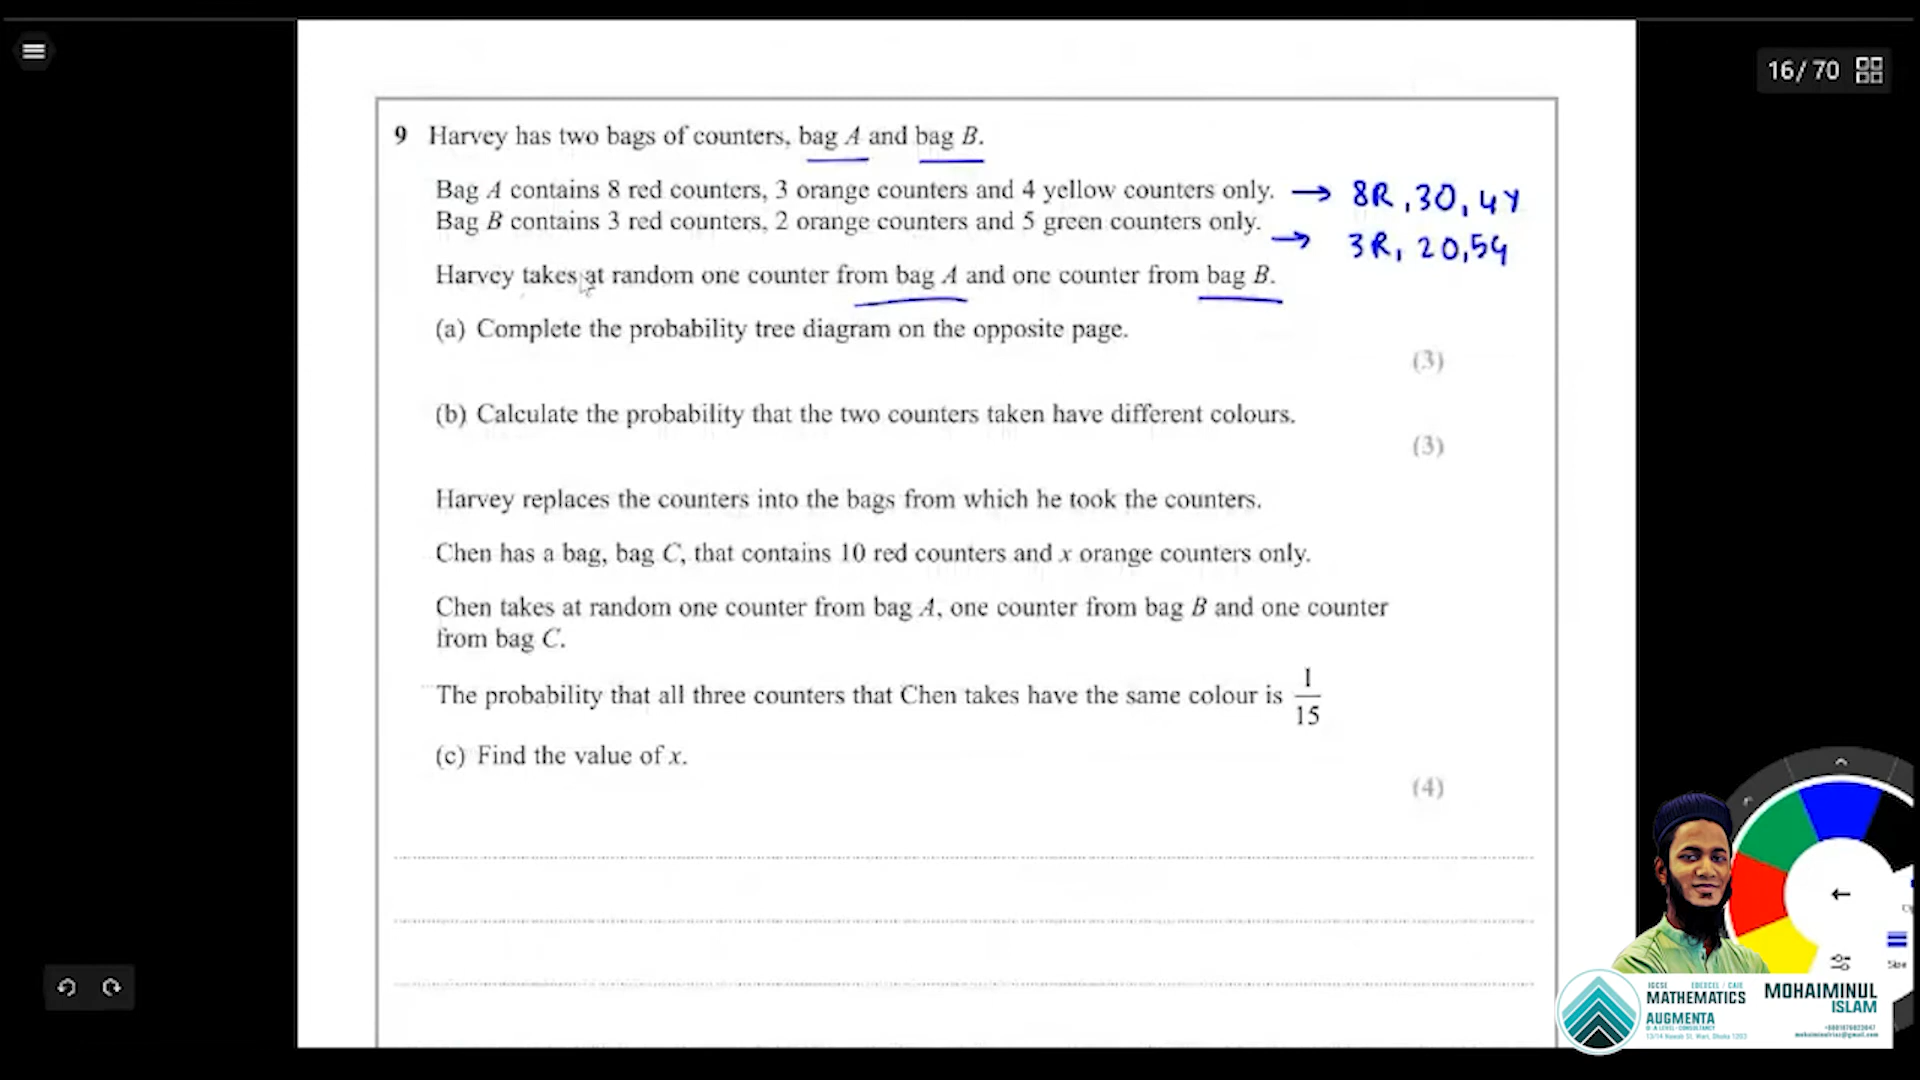 16/ 70
9 Harvey has two bags of counters, bag A and bag B.
Bag A contains 8 red counters, 3 orange counters and 4 yellow counters only. → 8R, 3O, 4Y
Bag B contains 3 red counters, 2 orange counters and 5 green counters only. → 3R, 2O, 5G
Harvey takes at random one counter from bag A and one counter from bag B.
(a) Complete the probability tree diagram on the opposite page.
(3)
(b) Calculate the probability that the two counters taken have different colours.
(3)
Harvey replaces the counters into the bags from which he took the counters.
Chen has a bag, bag C, that contains 10 red counters and x orange counters only.
Chen takes at random one counter from bag A, one counter from bag B and one counter
from bag C.
The probability that all three counters that Chen takes have the same colour is 1/15
(c) Find the value of x.
(4)
Size
IGCSE EDEXCEL / CAIE
MATHEMATICS
AUGMENTA
O/A LEVEL CONSULTANCY
MOHAIMINUL
ISLAM